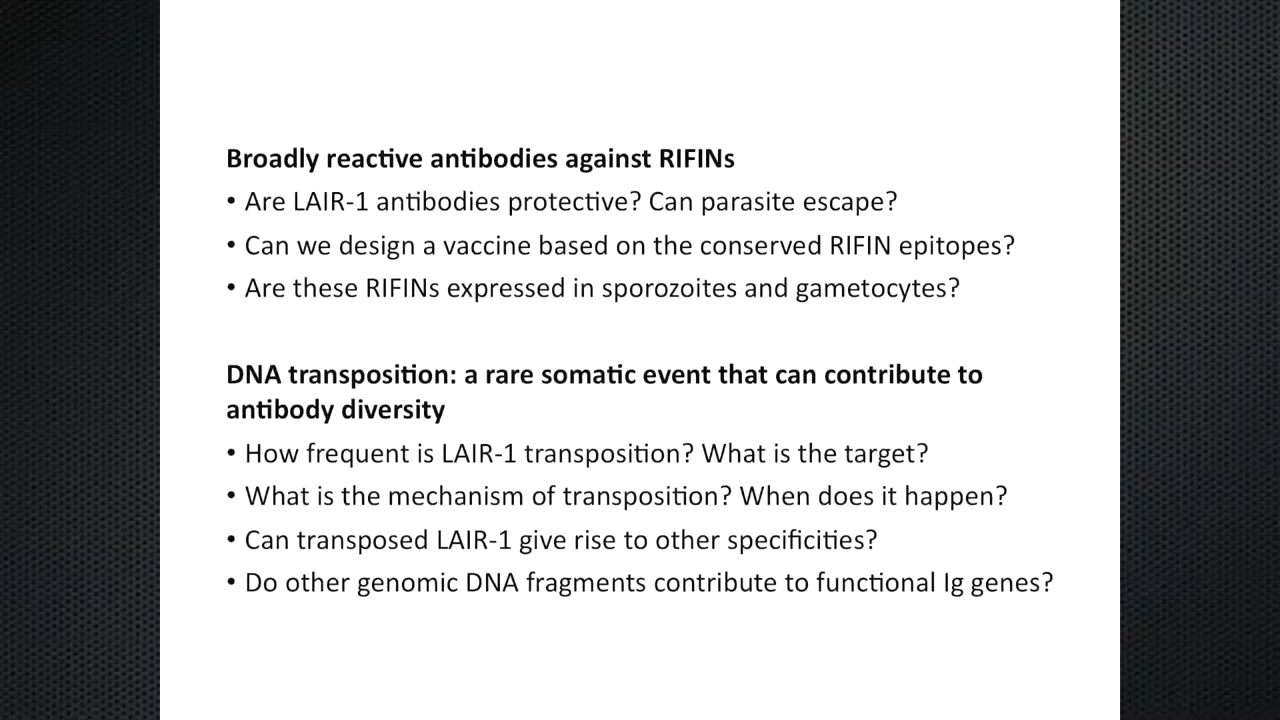 Broadly reactive antibodies against RIFINs
• Are LAIR-1 antibodies protective? Can parasite escape?
• Can we design a vaccine based on the conserved RIFIN epitopes?
• Are these RIFINs expressed in sporozoites and gametocytes?
DNA transposition: a rare somatic event that can contribute to
antibody diversity
• How frequent is LAIR-1 transposition? What is the target?
• What is the mechanism of transposition? When does it happen?
• Can transposed LAIR-1 give rise to other specificities?
• Do other genomic DNA fragments contribute to functional Ig genes?